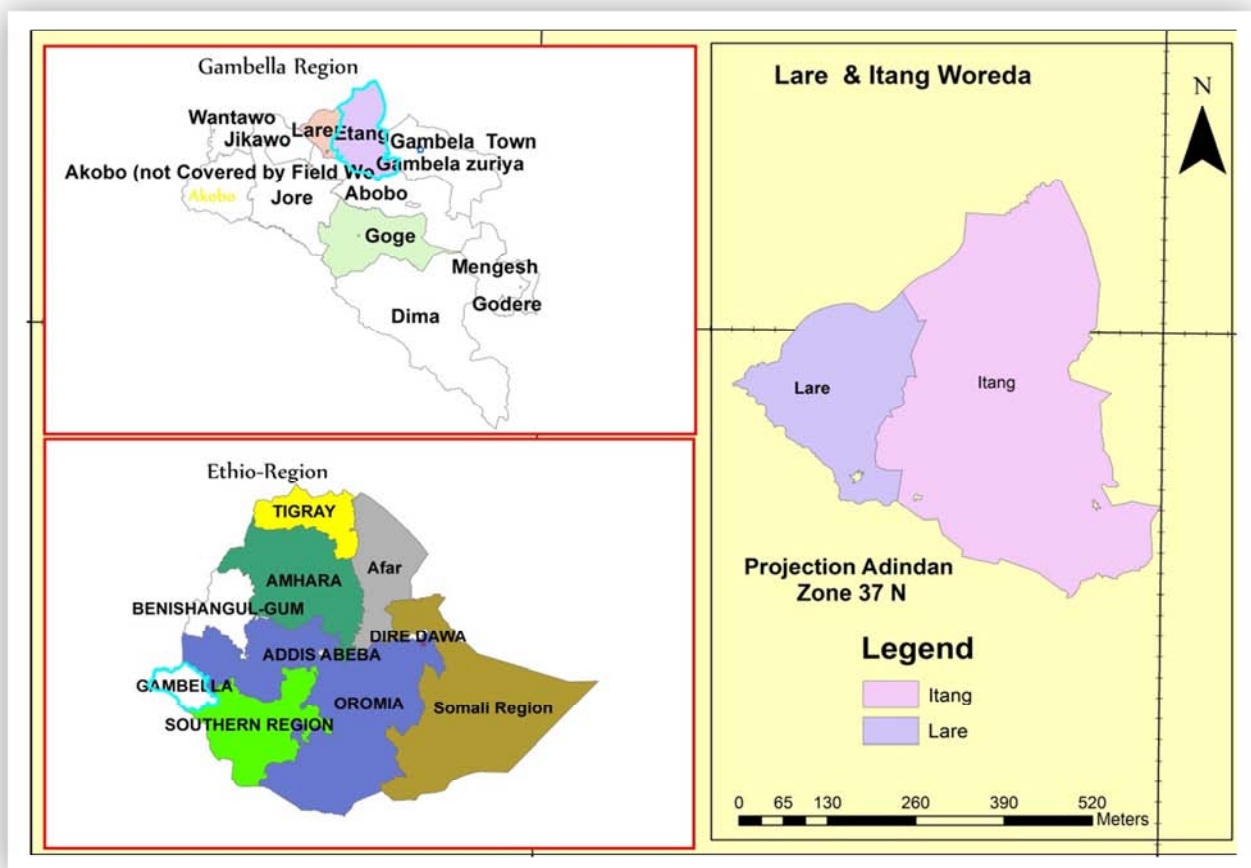 Gambella Region
Wantawo
Jikawo
Lare
Etang
Gambela Town
Gambela zuriya
Akobo (not Covered by Field Wo
Akobo
Jore
Abobo
Goge
Mengesh
Godere
Dima
Ethio-Region
TIGRAY
Afar
AMHARA
BENISHANGUL-GUM
DIRE DAWA
ADDIS ABEBA
GAMBELLA
OROMIA
Somali Region
SOUTHERN REGION
Lare & Itang Woreda
N
Lare
Itang
Projection Adindan
Zone 37 N
Legend
Itang
Lare
0 65 130 260 390 520
Meters